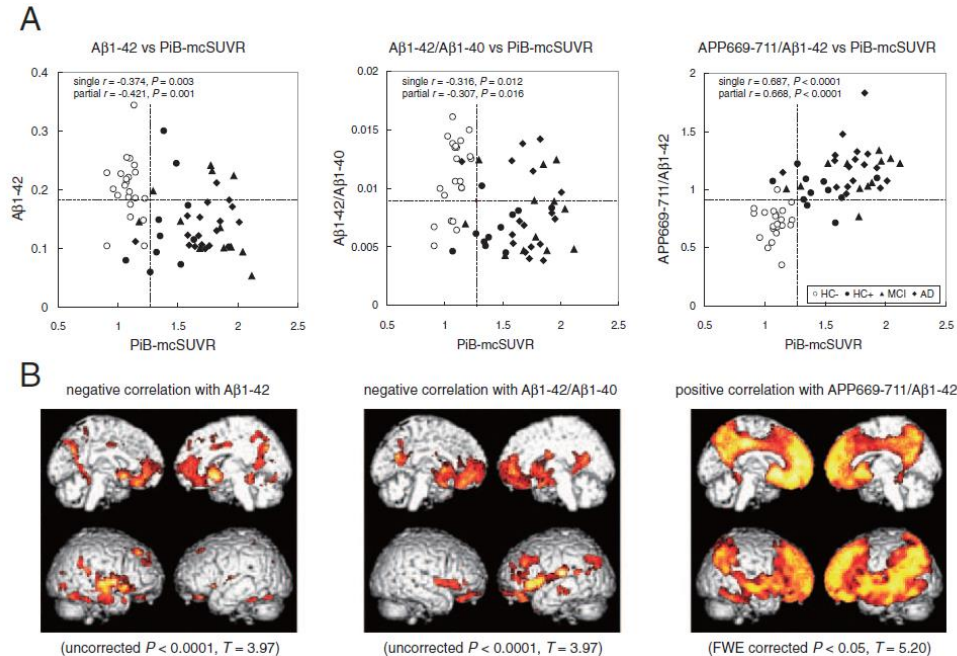 A
Aβ1-42 vs PiB-mcSUVR
Aβ1-42/Aβ1-40 vs PiB-mcSUVR
APP669-711/Aβ1-42 vs PiB-mcSUVR
single r = -0.374, P = 0.003
partial r = -0.421, P = 0.001
0.4
0.3
0.2
0.1
0
Aβ1-42
0.5 1 1.5 2 2.5
PiB-mcSUVR
single r = -0.316, P = 0.012
partial r = -0.307, P = 0.016
0.02
0.015
0.01
0.005
0.000
Aβ1-42/Aβ1-40
0.5 1 1.5 2 2.5
PiB-mcSUVR
single r = 0.687, P < 0.0001
partial r = 0.668, P < 0.0001
2
1.5
1
0.5
0
APP669-711/Aβ1-42
HC- HC+ MCI AD
0.5 1 1.5 2 2.5
PiB-mcSUVR
B
negative correlation with Aβ1-42
negative correlation with Aβ1-42/Aβ1-40
positive correlation with APP669-711/Aβ1-42
(uncorrected P < 0.0001, T = 3.97)
(uncorrected P < 0.0001, T = 3.97)
(FWE corrected P < 0.05, T = 5.20)